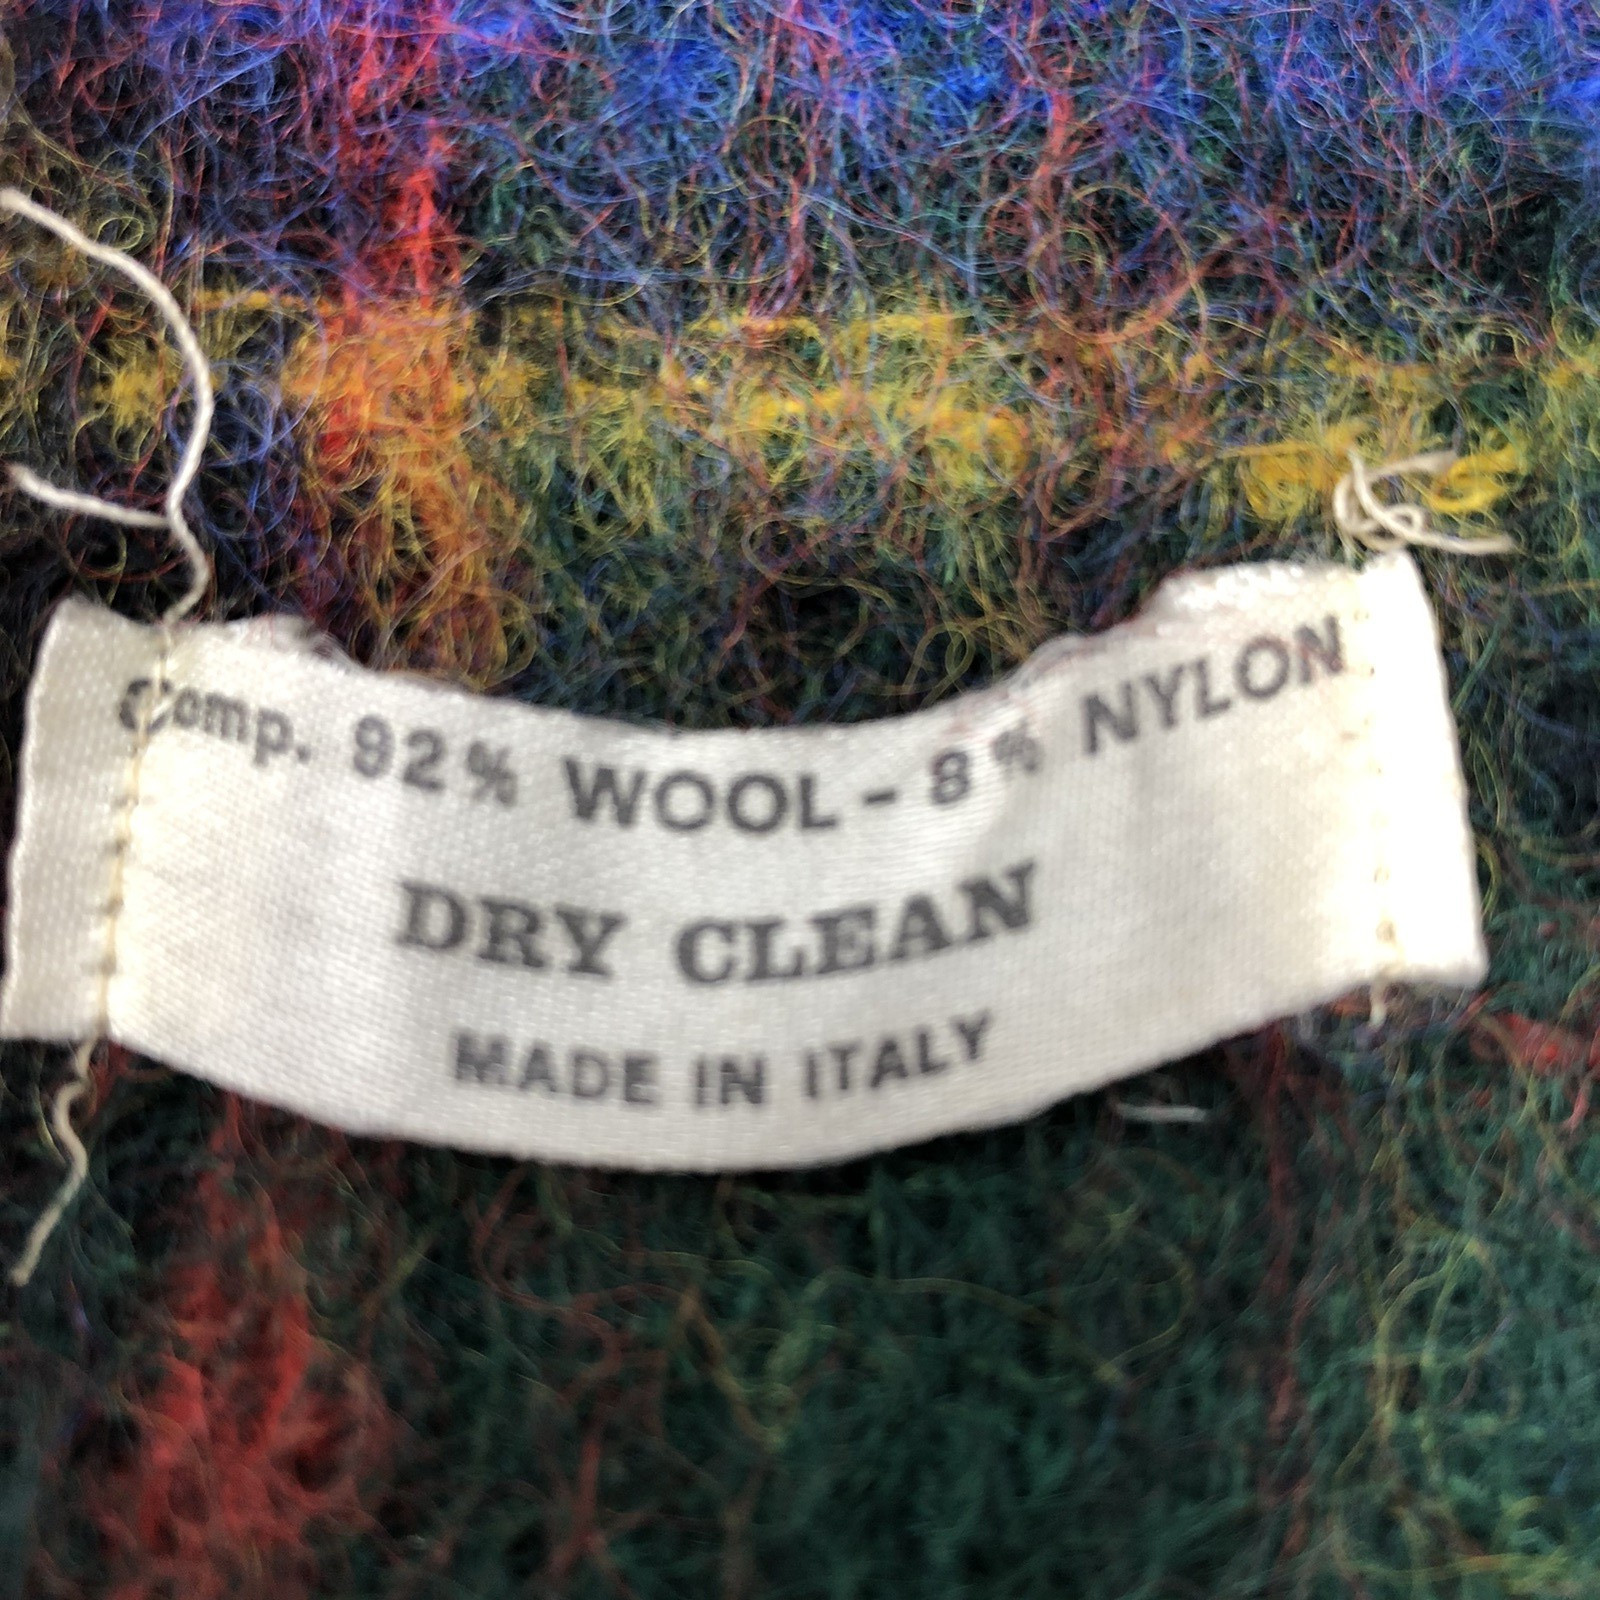 Comp. 92% WOOL - 8% NYLON
DRY CLEAN
MADE IN ITALY